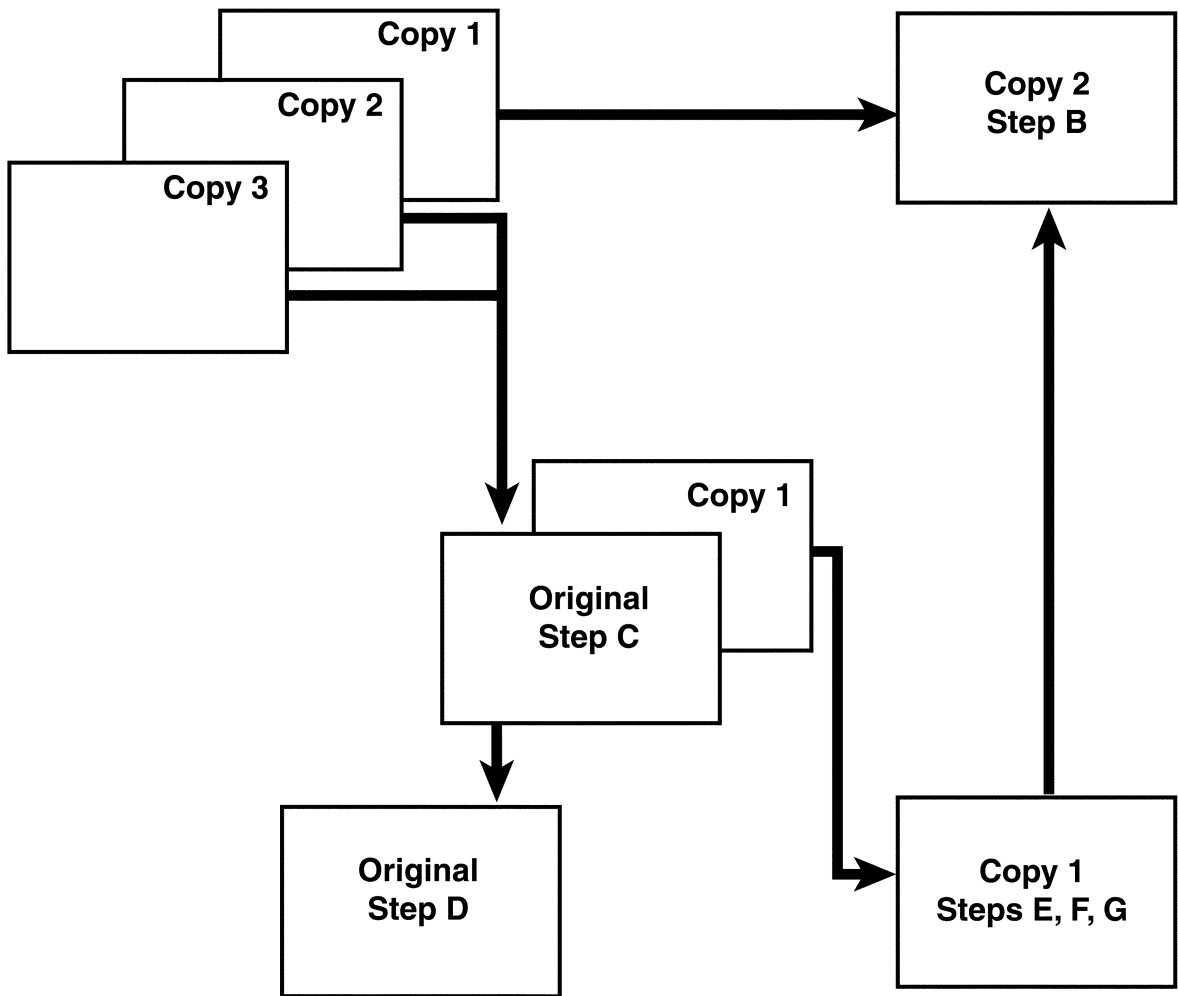 Copy 1
Copy 2
Copy 3
Copy 2
Step B
Copy 1
Original
Step C
Original
Step D
Copy 1
Steps E, F, G